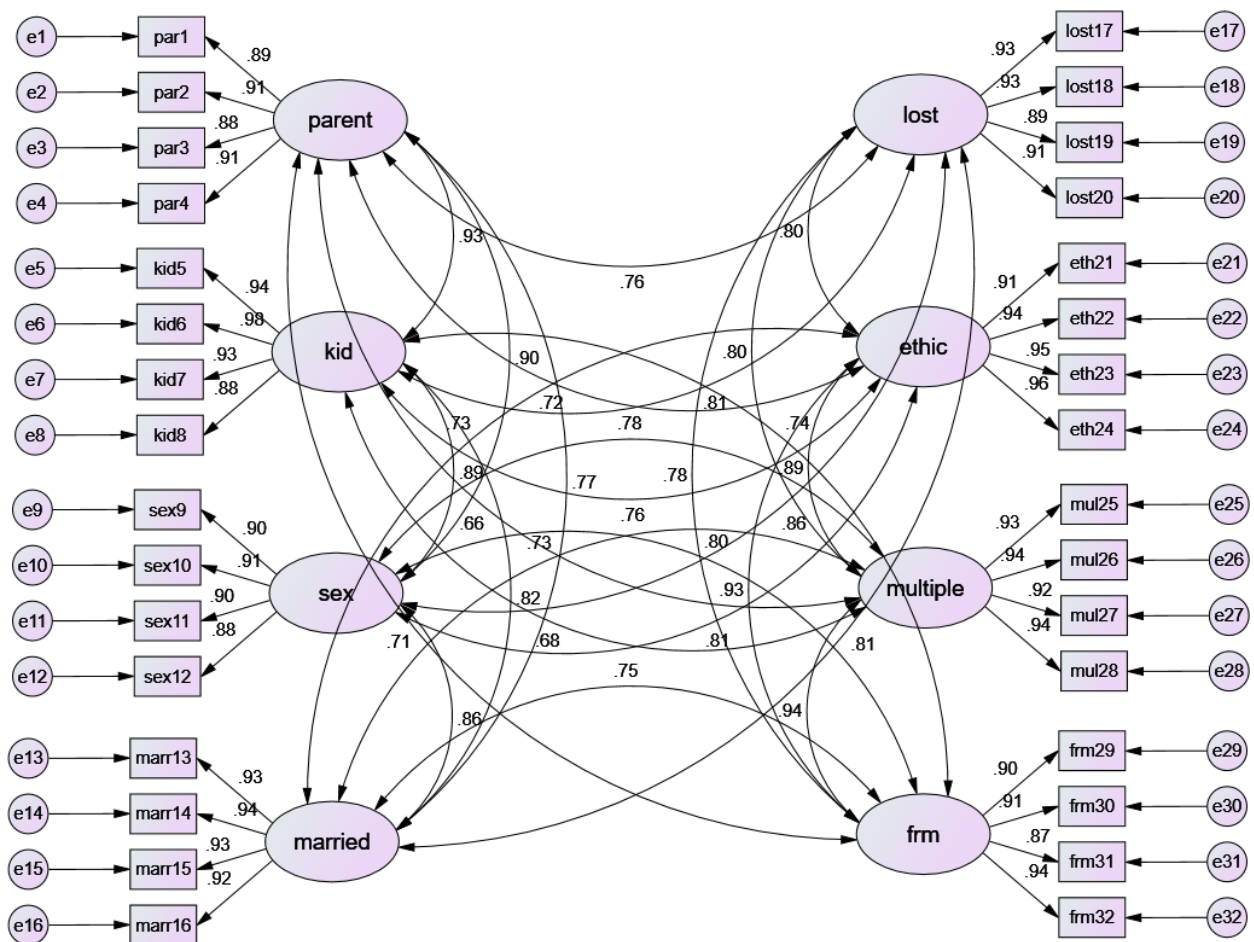 e1 par1 .89
e2 par2 .91
e3 par3 .88
e4 par4 .91
parent
e5 kid5 .94
e6 kid6 .98
e7 kid7 .93
e8 kid8 .88
kid
e9 sex9 .90
e10 sex10 .91
e11 sex11 .90
e12 sex12 .88
sex
e13 marr13 .93
e14 marr14 .94
e15 marr15 .93
e16 marr16 .92
married
lost
.93 lost17 e17
.93 lost18 e18
.89 lost19 e19
.91 lost20 e20
ethic
.91 eth21 e21
.94 eth22 e22
.95 eth23 e23
.96 eth24 e24
multiple
.93 mul25 e25
.94 mul26 e26
.92 mul27 e27
.94 mul28 e28
frm
.90 frm29 e29
.91 frm30 e30
.87 frm31 e31
.94 frm32 e32
.93 .80
.76
.90 .80
.72 .81
.73 .78 .74
.89 .77 .78 .89
.66 .76 .86
.73 .80
.82 .93
.71 .68 .81 .81
.75
.86 .94